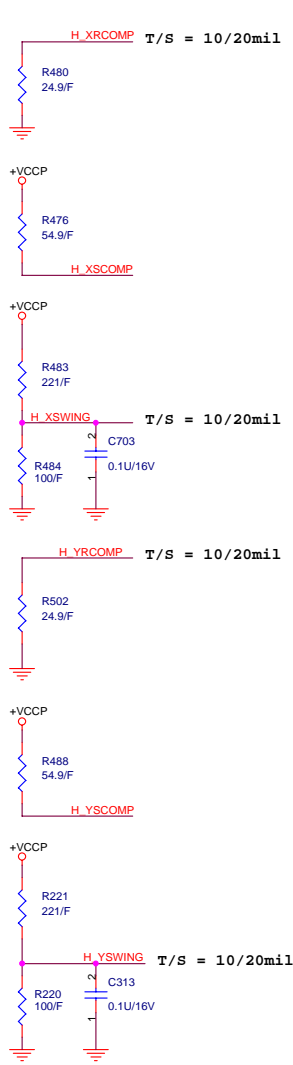 H_XRCOMP T/S = 10/20mil
R480
24.9/F
+VCCP
R476
54.9/F
H_XSCOMP
+VCCP
R483
221/F
H_XSWING T/S = 10/20mil
2
C703
R484
100/F
0.1U/16V
1
H_YRCOMP T/S = 10/20mil
R502
24.9/F
+VCCP
R488
54.9/F
H_YSCOMP
+VCCP
R221
221/F
H_YSWING T/S = 10/20mil
2
C313
R220
100/F
0.1U/16V
1